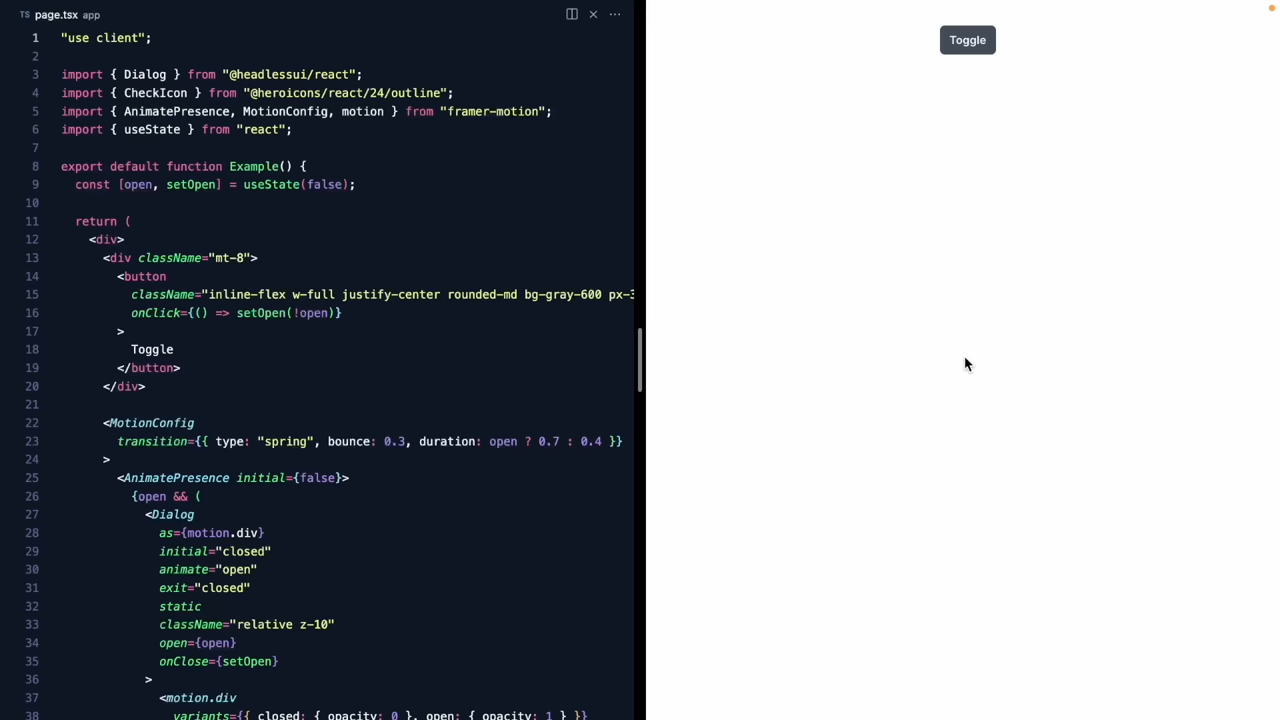 TS page.tsx app
1 "use client";
2
3 import { Dialog } from "@headlessui/react";
4 import { CheckIcon } from "@heroicons/react/24/outline";
5 import { AnimatePresence, MotionConfig, motion } from "framer-motion";
6 import { useState } from "react";
7
8 export default function Example() {
9 const [open, setOpen] = useState(false);
10
11 return (
12 <div>
13 <div className="mt-8">
14 <button
15 className="inline-flex w-full justify-center rounded-md bg-gray-600 px-3
16 onClick={() => setOpen(!open)}
17 >
18 Toggle
19 </button>
20 </div>
21
22 <MotionConfig
23 transition={{ type: "spring", bounce: 0.3, duration: open ? 0.7 : 0.4 }}
24 >
25 <AnimatePresence initial={false}>
26 {open && (
27 <Dialog
28 as={motion.div}
29 initial="closed"
30 animate="open"
31 exit="closed"
32 static
33 className="relative z-10"
34 open={open}
35 onClose={setOpen}
36 >
37 <motion.div
38 variants={{ closed: { opacity: 0 }, open: { opacity: 1 } }}
Toggle